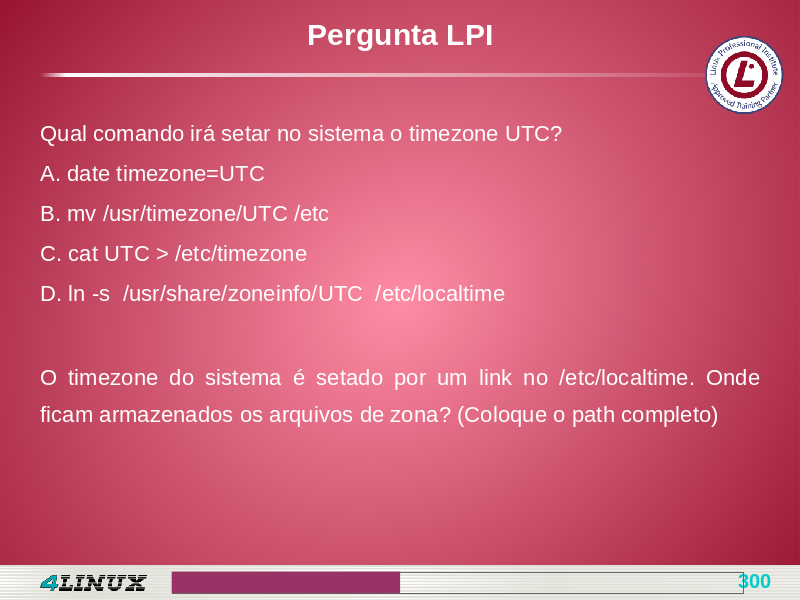 Pergunta LPI
Linux Professional Institute
Approved Training Partner
Qual comando irá setar no sistema o timezone UTC?
A. date timezone=UTC
B. mv /usr/timezone/UTC /etc
C. cat UTC > /etc/timezone
D. ln -s  /usr/share/zoneinfo/UTC  /etc/localtime
O timezone do sistema é setado por um link no /etc/localtime. Onde
ficam armazenados os arquivos de zona? (Coloque o path completo)
4LINUX
300